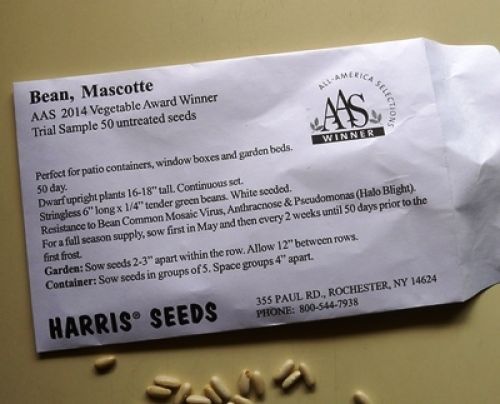 Bean, Mascotte
AAS 2014 Vegetable Award Winner
Trial Sample 50 untreated seeds
ALL-AMERICA SELECTIONS
AAS
WINNER
Perfect for patio containers, window boxes and garden beds.
50 day.
Dwarf upright plants 16-18" tall. Continuous set.
Stringless 6" long x 1/4" tender green beans. White seeded.
Resistance to Bean Common Mosaic Virus, Anthracnose & Pseudomonas (Halo Blight).
For a full season supply, sow first in May and then every 2 weeks until 50 days prior to the
first frost.
Garden: Sow seeds 2-3" apart within the row. Allow 12" between rows.
Container: Sow seeds in groups of 5. Space groups 4" apart.
HARRIS® SEEDS
355 PAUL RD., ROCHESTER, NY 14624
PHONE: 800-544-7938